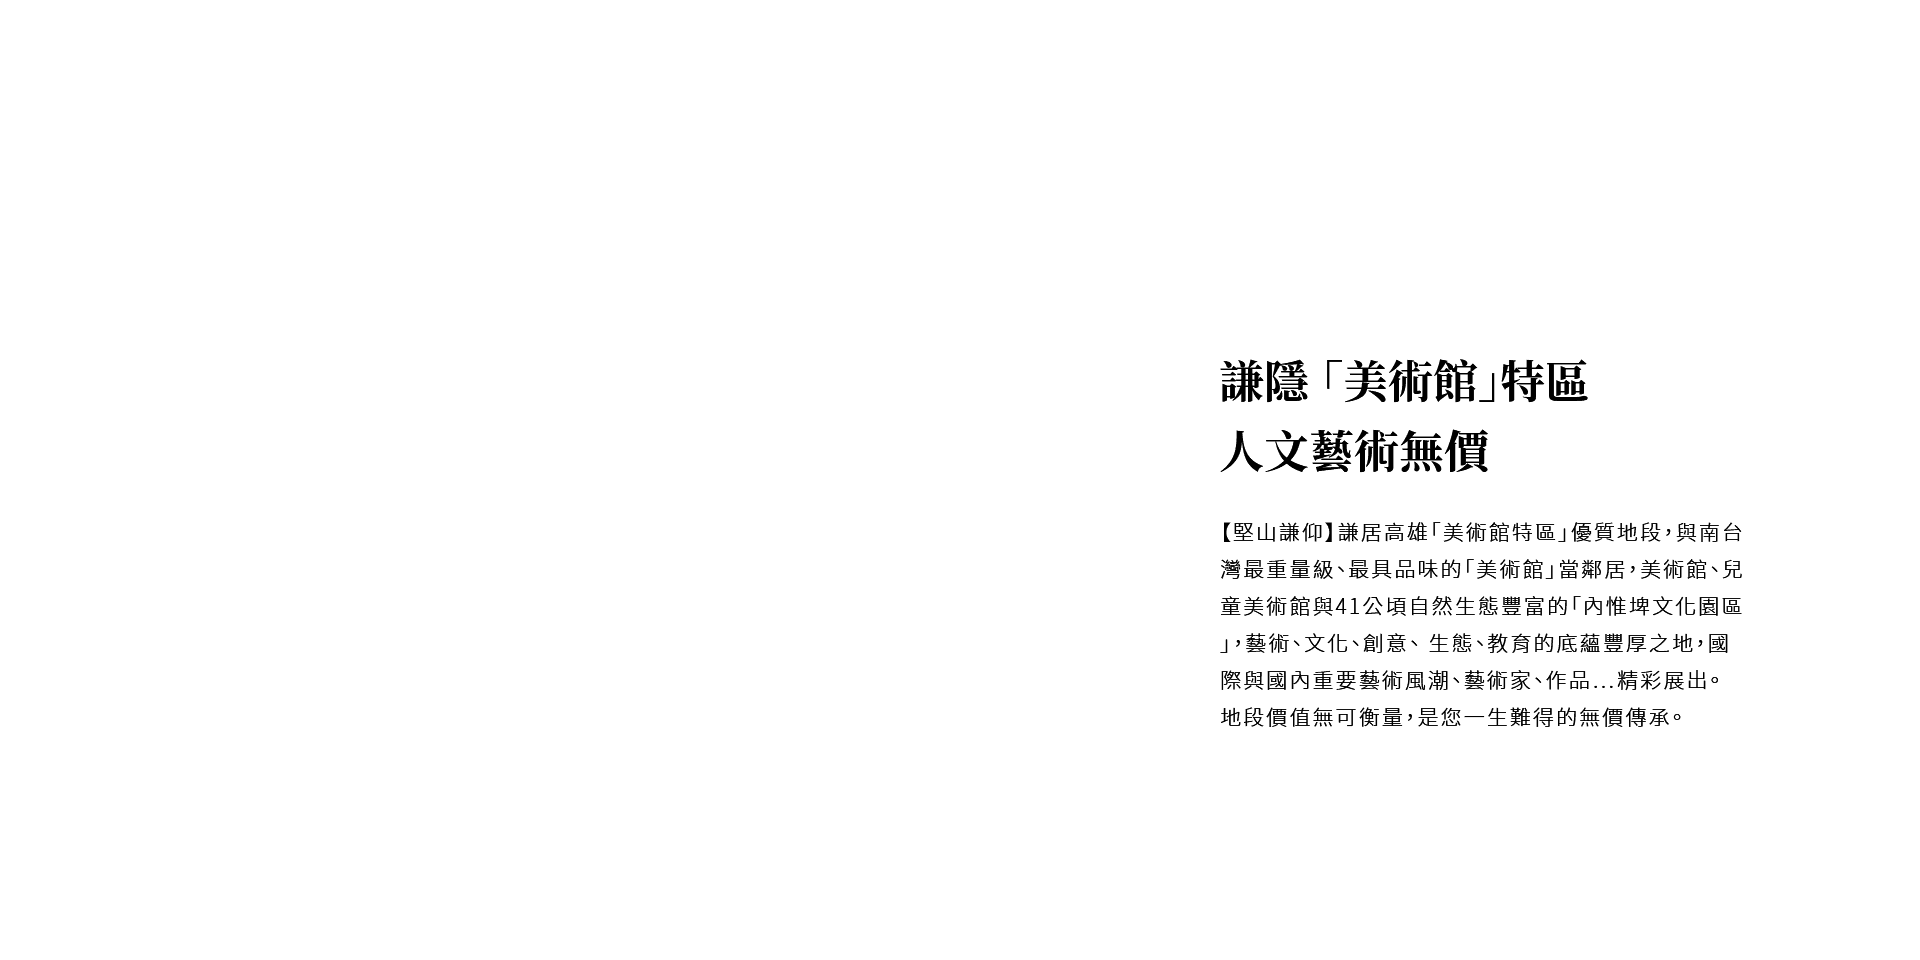 謙隱「美術館」特區
人文藝術無價
【堅山謙仰】謙居高雄「美術館特區」優質地段，與南台
灣最重量級、最具品味的「美術館」當鄰居，美術館、兒
童美術館與41公頃自然生態豐富的「內惟埤文化園區
」，藝術、文化、創意、 生態、教育的底蘊豐厚之地，國
際與國內重要藝術風潮、藝術家、作品...精彩展出。
地段價值無可衡量，是您一生難得的無價傳承。